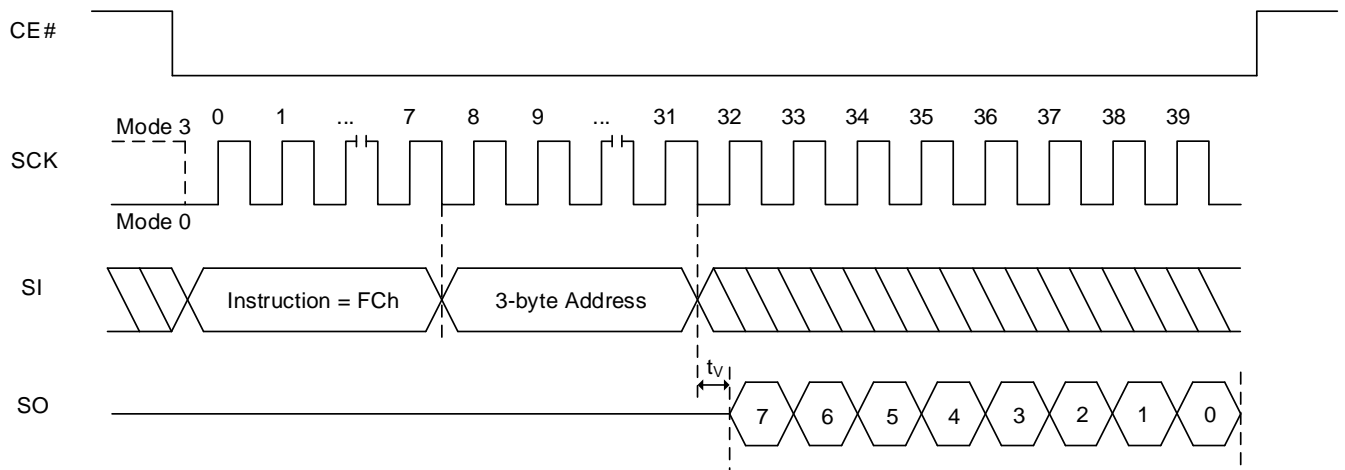 CE#
Mode 3 0 1 ... 7 8 9 ... 31 32 33 34 35 36 37 38 39
SCK
Mode 0
SI Instruction = FCh 3-byte Address
tV
SO 7 6 5 4 3 2 1 0